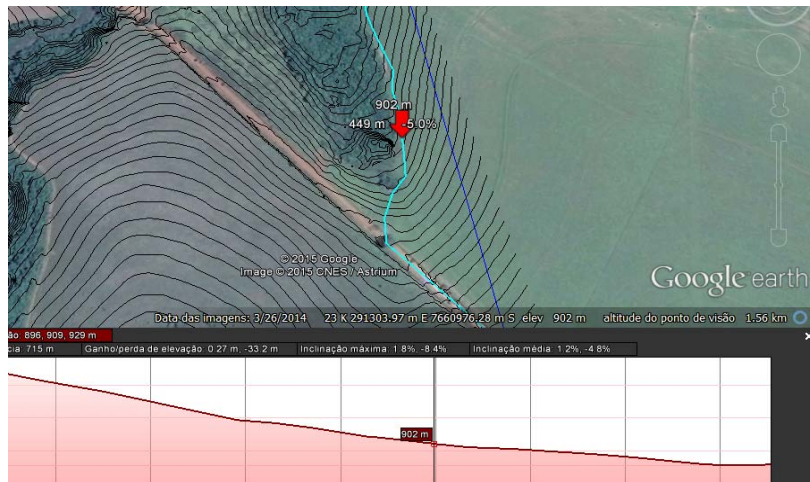 902 m
449 m -5.0%
© 2015 Google
Image © 2015 CNES / Astrium
Google earth
Data das imagens: 3/26/2014 23 K 291303.97 m E 7660976.28 m S elev 902 m altitude do ponto de visão 1.56 km
ão: 896, 909, 929 m
cia: 715 m Ganho/perda de elevação: 0.27 m, -33.2 m Inclinação máxima: 1.8%, -8.4% Inclinação média: 1.2%, -4.8%
902 m